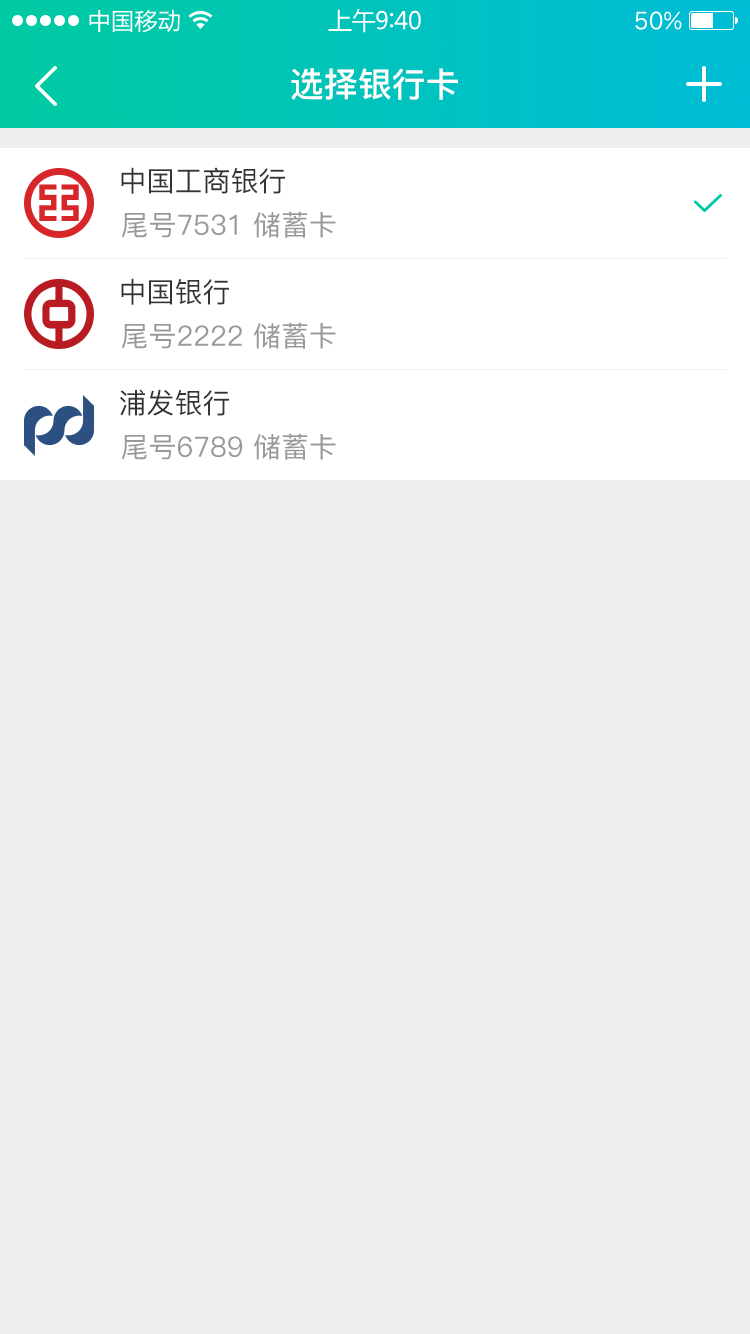 中国移动 上午9:40 50%
选择银行卡
中国工商银行
尾号7531 储蓄卡
中国银行
尾号2222 储蓄卡
浦发银行
尾号6789 储蓄卡